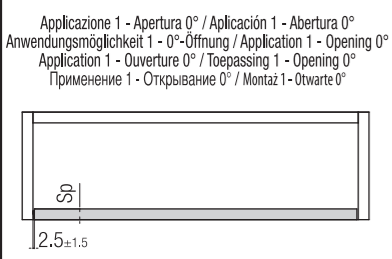 Applicazione 1 - Apertura 0° / Aplicación 1 - Abertura 0°
Anwendungsmöglichkeit 1 - 0°-Öffnung / Application 1 - Opening 0°
Application 1 - Ouverture 0° / Toepassing 1 - Opening 0°
Применение 1 - Открывание 0° / Montaż 1 - Otwarte 0°
Sp
2.5±1.5